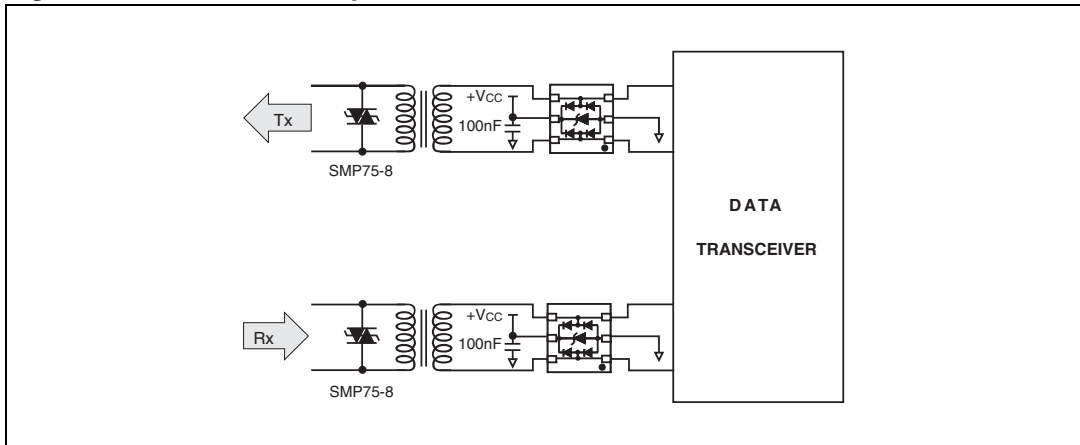 +Vcc
Tx
100nF
SMP75-8
DATA
TRANSCEIVER
+Vcc
Rx
100nF
SMP75-8